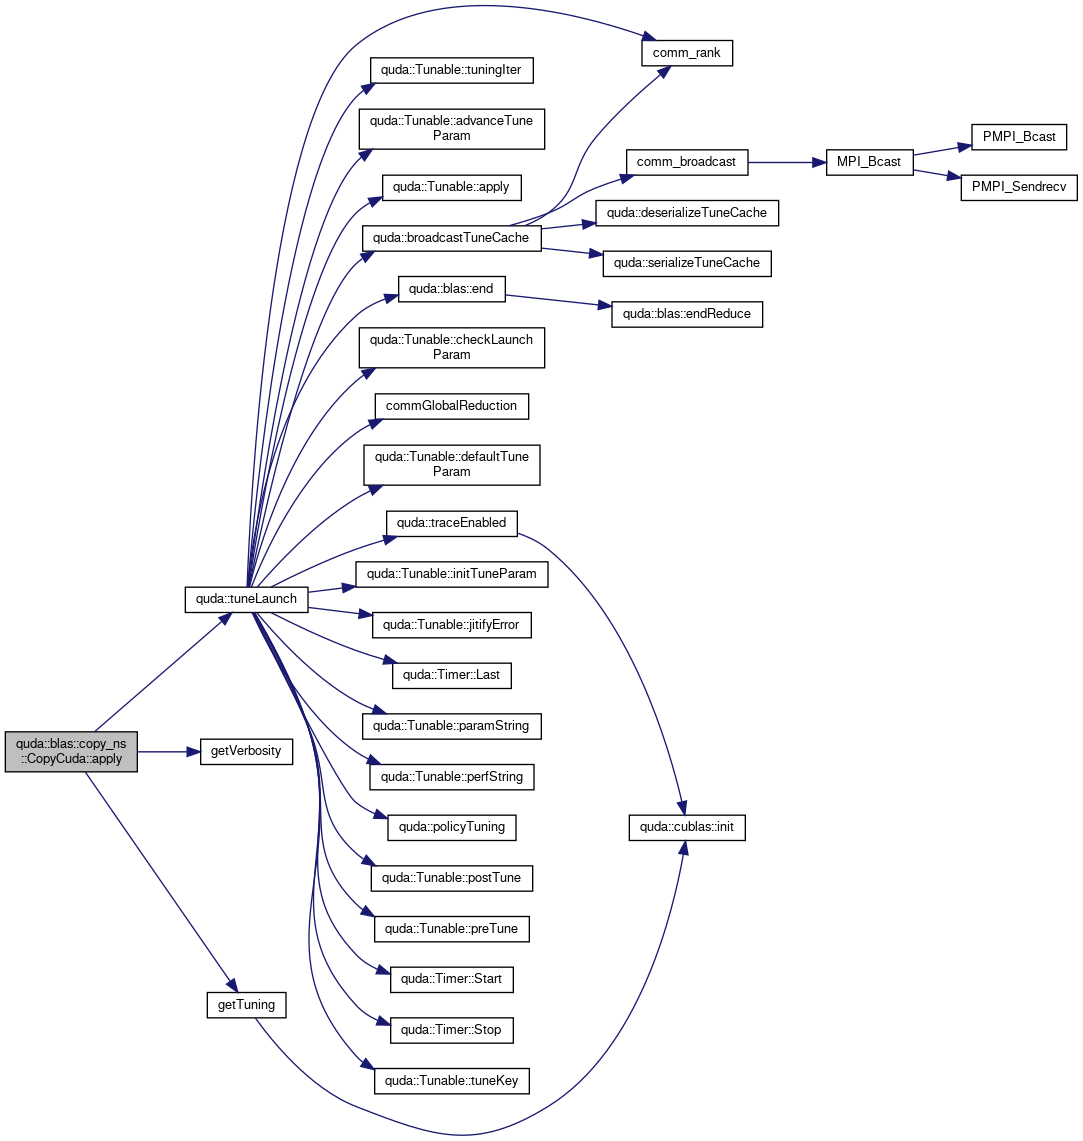 comm_rank
quda::Tunable::tuningIter
quda::Tunable::advanceTune
Param
PMPI_Bcast
comm_broadcast
MPI_Bcast
quda::Tunable::apply
PMPI_Sendrecv
quda::deserializeTuneCache
quda::broadcastTuneCache
quda::serializeTuneCache
quda::blas::end
quda::blas::endReduce
quda::Tunable::checkLaunch
Param
commGlobalReduction
quda::Tunable::defaultTune
Param
quda::traceEnabled
quda::Tunable::initTuneParam
quda::tuneLaunch
quda::Tunable::jitifyError
quda::Timer::Last
quda::Tunable::paramString
quda::blas::copy_ns
::CopyCuda::apply
getVerbosity
quda::Tunable::perfString
quda::policyTuning
quda::cublas::init
quda::Tunable::postTune
quda::Tunable::preTune
quda::Timer::Start
getTuning
quda::Timer::Stop
quda::Tunable::tuneKey